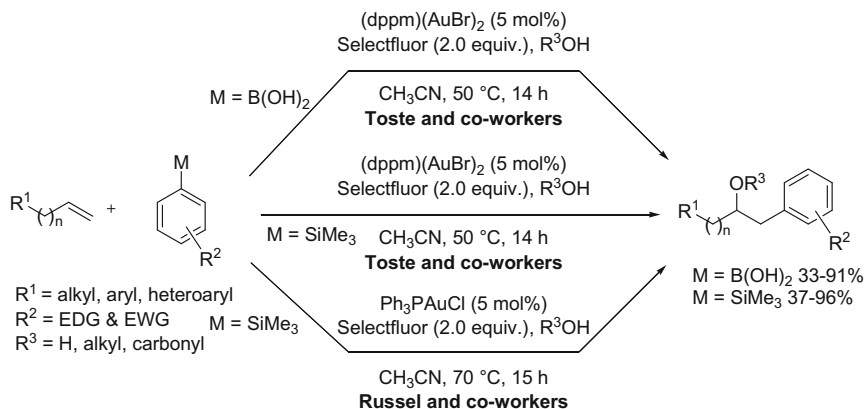 (dppm)(AuBr)2 (5 mol%)
Selectfluor (2.0 equiv.), R3OH
M = B(OH)2
CH3CN, 50 °C, 14 h
Toste and co-workers
M
R1
n
+
R2
(dppm)(AuBr)2 (5 mol%)
Selectfluor (2.0 equiv.), R3OH
M = SiMe3
CH3CN, 50 °C, 14 h
Toste and co-workers
OR3
R1
n
R2
R1 = alkyl, aryl, heteroaryl
R2 = EDG & EWG
R3 = H, alkyl, carbonyl
M = SiMe3
Ph3PAuCl (5 mol%)
Selectfluor (2.0 equiv.), R3OH
CH3CN, 70 °C, 15 h
Russel and co-workers
M = B(OH)2 33-91%
M = SiMe3 37-96%